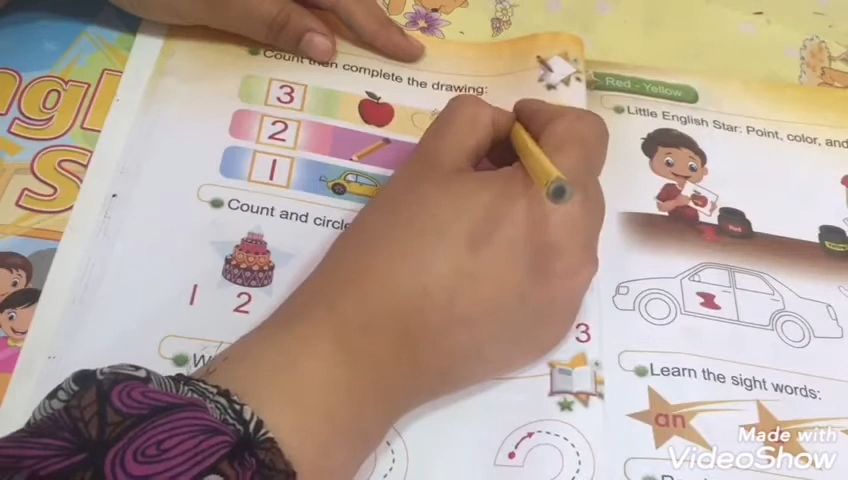 Count then complete the drawing:
3
2
1
Count and circle
1 2
3
Red - Yellow
Little English Star: Point, color, and
Red
Learn the sight words:
an
Made with
VideoShow